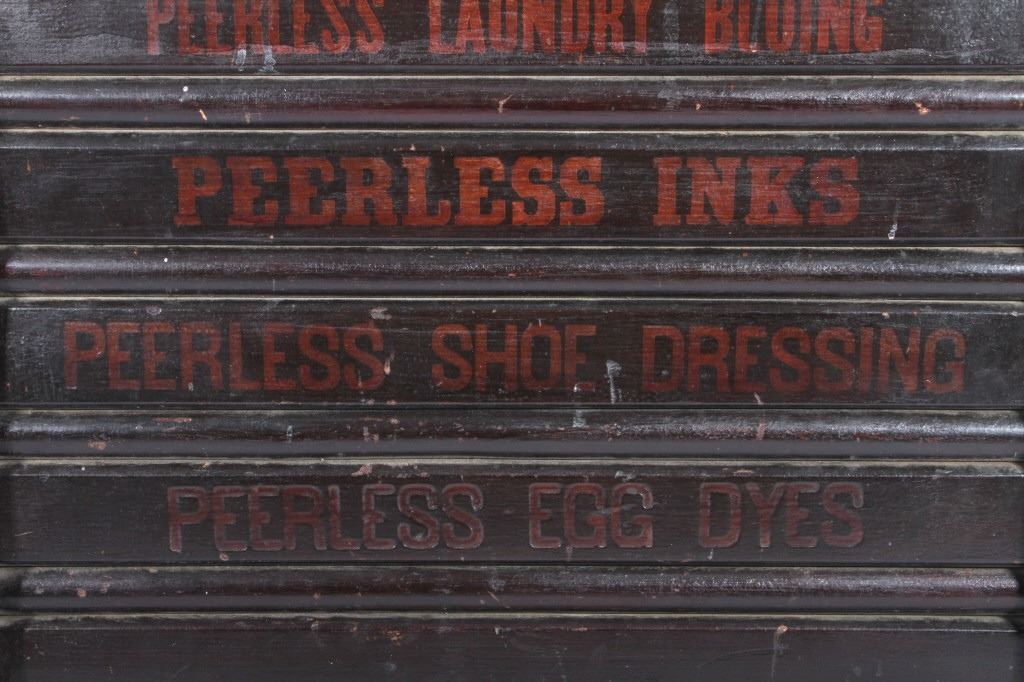 PEERLESS LAUNDRY BLUING
PEERLESS INKS
PEERLESS SHOE DRESSING
PEERLESS EGG DYES